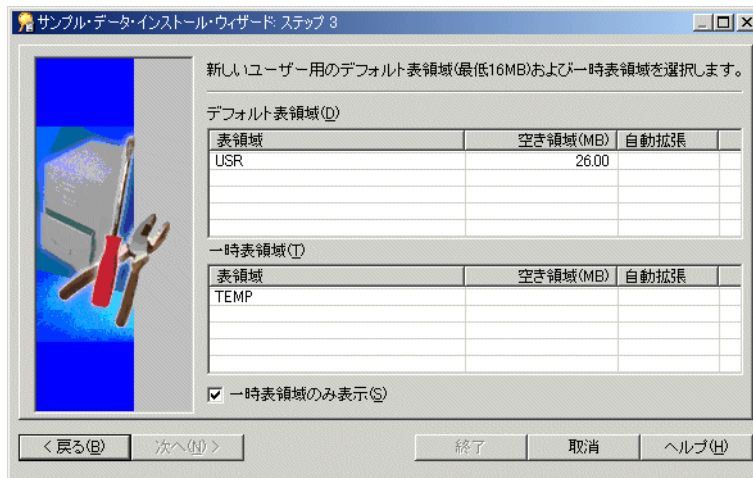 サンプル・データ・インストール・ウィザード: ステップ 3
新しいユーザー用のデフォルト表領域(最低16MB)および一時表領域を選択します。
デフォルト表領域(D)
表領域 空き領域(MB) 自動拡張
USR 26.00
一時表領域(T)
表領域 空き領域(MB) 自動拡張
TEMP
一時表領域のみ表示(S)
< 戻る(B) 次へ(N) > 終了 取消 ヘルプ(H)